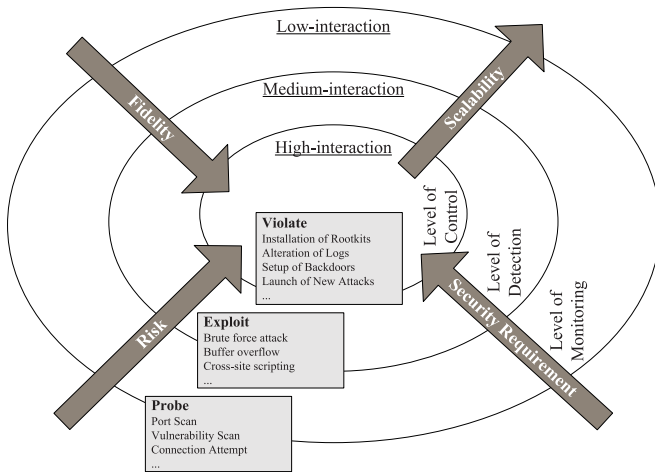 Low-interaction
Medium-interaction
High-interaction
Fidelity
Scalability
Risk
Security Requirement
Level of
Control
Level of
Detection
Level of
Monitoring
Violate
Installation of Rootkits
Alteration of Logs
Setup of Backdoors
Launch of New Attacks
...
Exploit
Brute force attack
Buffer overflow
Cross-site scripting
...
Probe
Port Scan
Vulnerability Scan
Connection Attempt
...